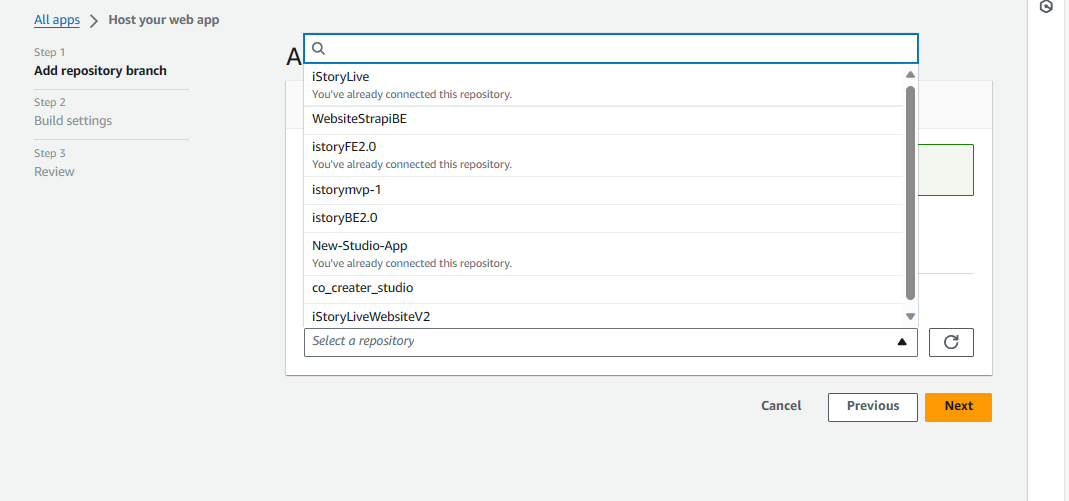 All apps > Host your web app
Step 1
Add repository branch
Step 2
Build settings
Step 3
Review
A
iStoryLive
You've already connected this repository.
WebsiteStrapiBE
istoryFE2.0
You've already connected this repository.
istorymvp-1
istoryBE2.0
New-Studio-App
You've already connected this repository.
co_creater_studio
iStoryLiveWebsiteV2
Select a repository
Cancel Previous Next